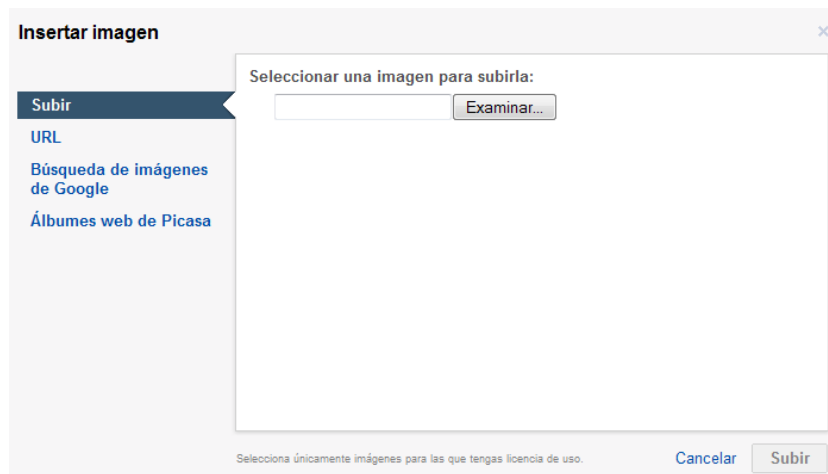 Insertar imagen
×
Seleccionar una imagen para subirla:
Subir
Examinar...
URL
Búsqueda de imágenes
de Google
Álbumes web de Picasa
Selecciona únicamente imágenes para las que tengas licencia de uso.
Cancelar
Subir